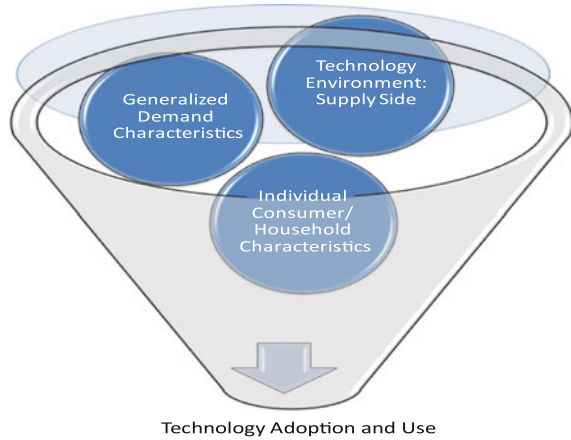 Generalized
Demand
Characteristics
Technology
Environment:
Supply Side
Individual
Consumer/
Household
Characteristics
Technology Adoption and Use